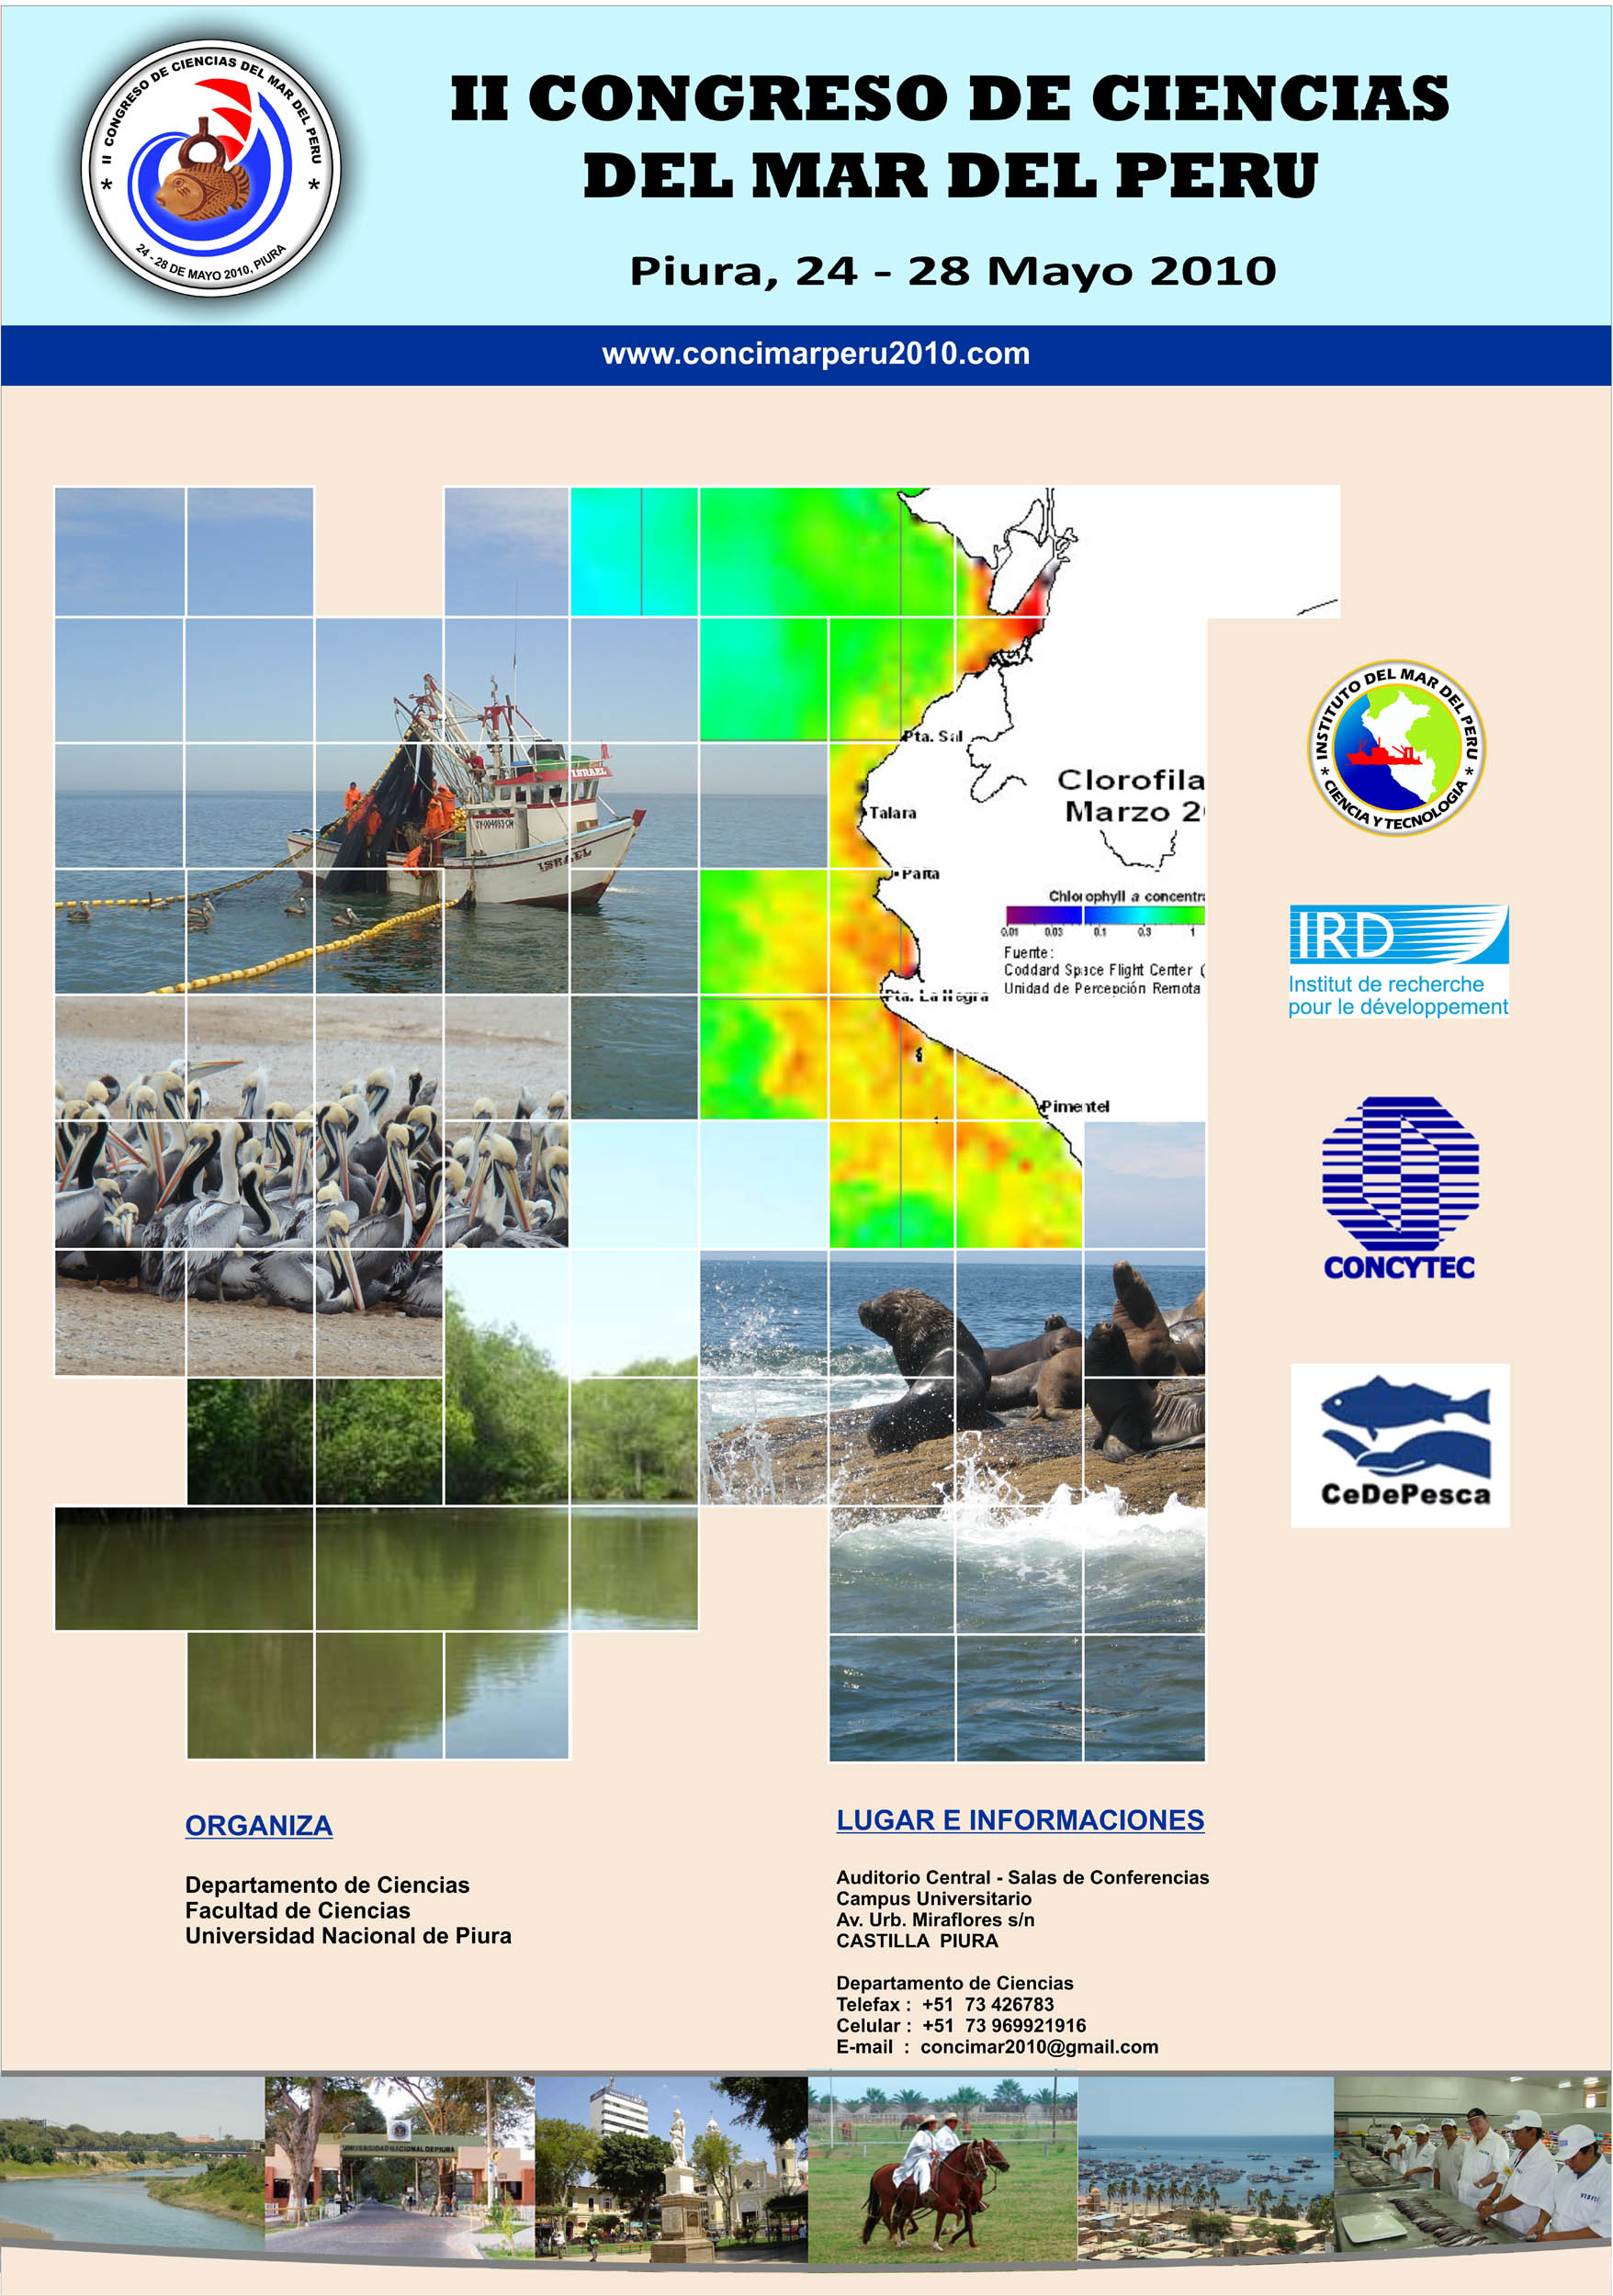 II CONGRESO DE CIENCIAS DEL MAR DEL PERU
* *
24 - 28 DE MAYO 2010, PIURA
II CONGRESO DE CIENCIAS
DEL MAR DEL PERU
Piura, 24 - 28 Mayo 2010
www.concimarperu2010.com
Pta. Sal
Clorofila
Marzo 2
Talara
Paita
Chlorophyll a concentr
0.01 0.03 0.1 0.3 1
Fuente :
Coddard Space Flight Center (
Unidad de Percepción Remota
Pta. La Negra
Pimentel
ISRAEL
ISRAEL
INSTITUTO DEL MAR DEL PERU
* CIENCIA Y TECNOLOGIA *
IRD
Institut de recherche
pour le développement
CONCYTEC
CeDePesca
ORGANIZA
Departamento de Ciencias
Facultad de Ciencias
Universidad Nacional de Piura
LUGAR E INFORMACIONES
Auditorio Central - Salas de Conferencias
Campus Universitario
Av. Urb. Miraflores s/n
CASTILLA PIURA
Departamento de Ciencias
Telefax : +51 73 426783
Celular : +51 73 969921916
E-mail : concimar2010@gmail.com
UNIVERSIDAD NACIONAL DE PIURA